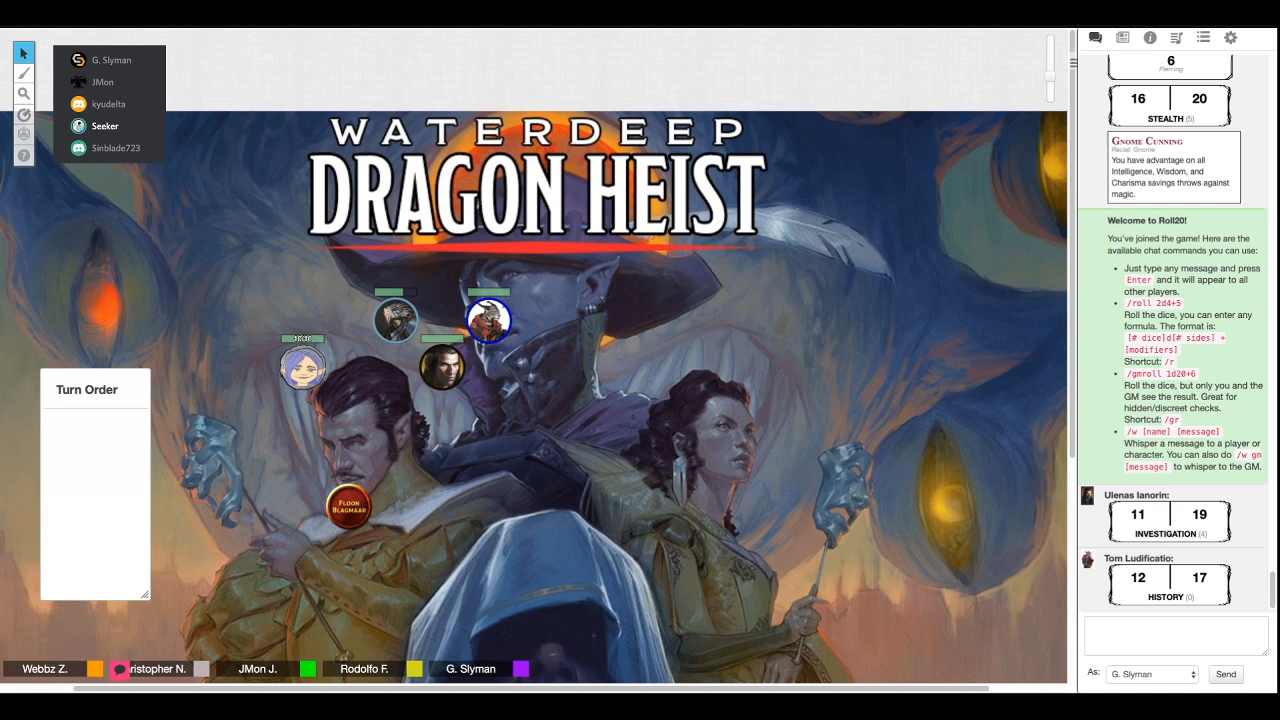 G. Slyman
JMon
kyudelta
Seeker
Sinblade723
WATERDEEP
DRAGON HEIST
Turn Order
FLOON
BLAGMAAR
Webbz Z.
ristopher N.
JMon J.
Rodolfo F.
G. Slyman
6
Piercing
16
20
STEALTH (5)
GNOME CUNNING
Racial: Gnome
You have advantage on all
Intelligence, Wisdom, and
Charisma savings throws against
magic.
Welcome to Roll20!
You've joined the game! Here are the
available chat commands you can use:
• Just type any message and press
Enter and it will appear to all
other players.
• /roll 2d4+5
Roll the dice, you can enter any
formula. The format is:
[# dice]d[# sides] +
[modifiers]
Shortcut: /r
• /gmroll 1d20+6
Roll the dice, but only you and the
GM see the result. Great for
hidden/discreet checks.
Shortcut: /gr
• /w [name] [message]
Whisper a message to a player or
character. You can also do /w gm
[message] to whisper to the GM.
Ulenas Ianorin:
11
19
INVESTIGATION (4)
Tom Ludificatio:
12
17
HISTORY (0)
As:
G. Slyman
Send